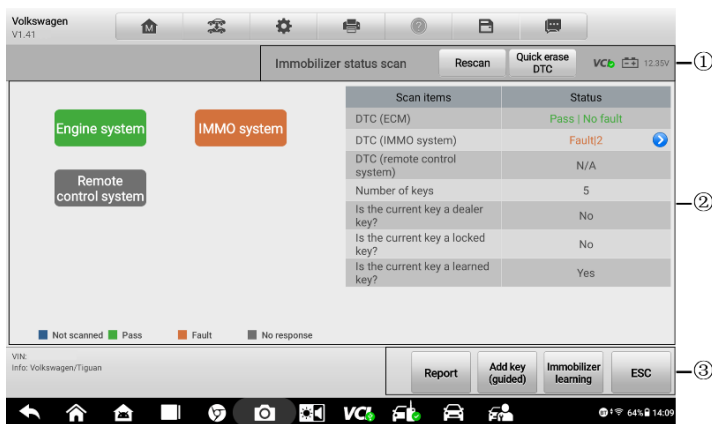 Volkswagen
V1.41
M
?
Immobilizer status scan
Rescan
Quick erase
DTC
VCI
12.35V
①
Engine system
IMMO system
Remote
control system
Scan items Status
DTC (ECM) Pass | No fault
DTC (IMMO system) Fault|2
DTC (remote control
system) N/A
Number of keys 5
Is the current key a dealer
key? No
Is the current key a locked
key? No
Is the current key a learned
key? Yes
②
Not scanned Pass Fault No response
VIN:
Info: Volkswagen/Tiguan
Report
Add key
(guided)
Immobilizer
learning
ESC
③
VCI
64% 14:09